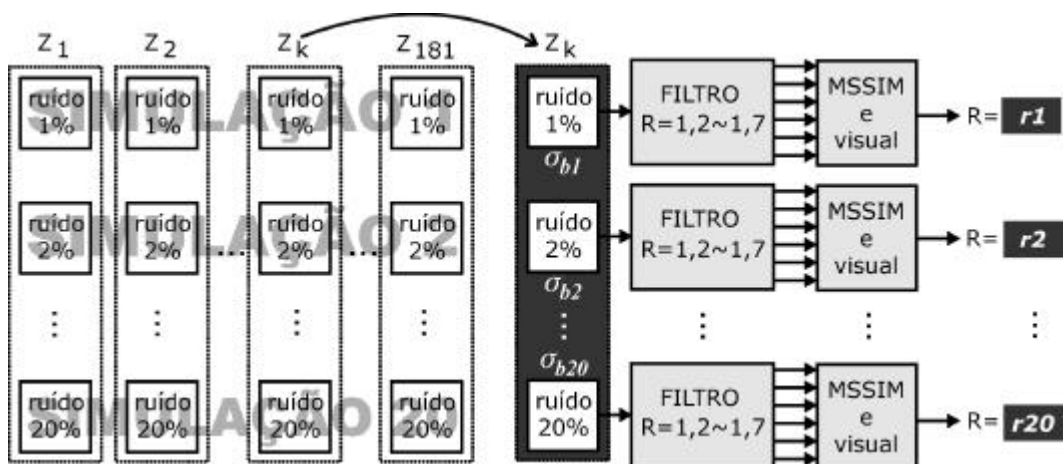 Z1 Z2 Zk Z181 Zk
SIMULAÇÃO 1
ruído 1%
ruído 1%
ruído 1%
ruído 1%
ruído 1%
σb1
FILTRO
R=1,2~1,7
MSSIM
e
visual
R= r1
SIMULAÇÃO 2
ruído 2%
ruído 2%
... ruído 2%
... ruído 2%
ruído 2%
σb2
FILTRO
R=1,2~1,7
MSSIM
e
visual
R= r2
⋮ ⋮ ⋮ ⋮ ⋮ ⋮ ⋮ ⋮
SIMULAÇÃO 20
ruído 20%
ruído 20%
ruído 20%
ruído 20%
σb20
ruído 20%
FILTRO
R=1,2~1,7
MSSIM
e
visual
R= r20